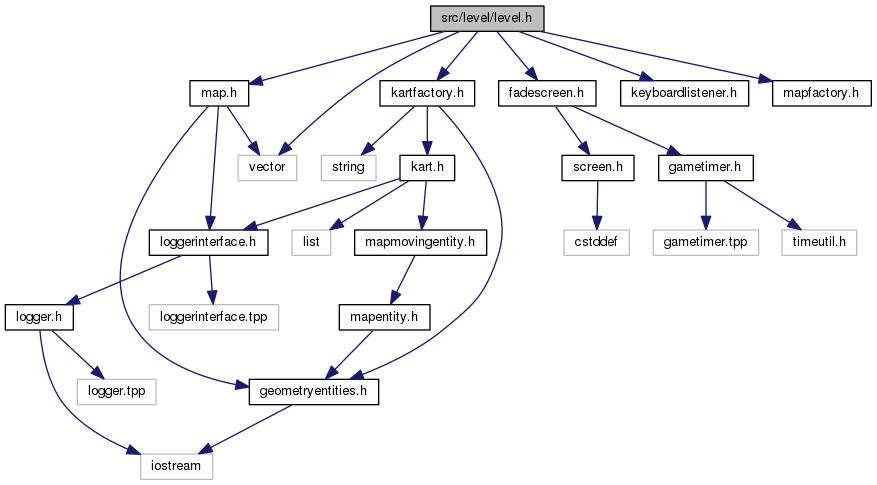 src/level/level.h
map.h
kartfactory.h
fadescreen.h
keyboardlistener.h
mapfactory.h
vector
string
kart.h
screen.h
gametimer.h
loggerinterface.h
list
mapmovingentity.h
cstddef
gametimer.tpp
timeutil.h
logger.h
loggerinterface.tpp
mapentity.h
logger.tpp
geometryentities.h
iostream